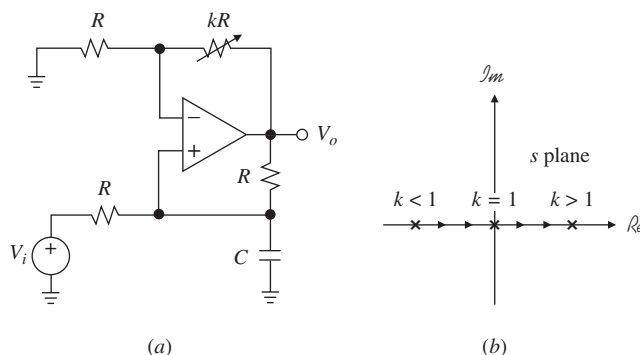 R
kR
−
+
V_o
R
R
V_i
+
C
(a)
ℐm
s plane
k < 1
k = 1
k > 1
ℛe
(b)